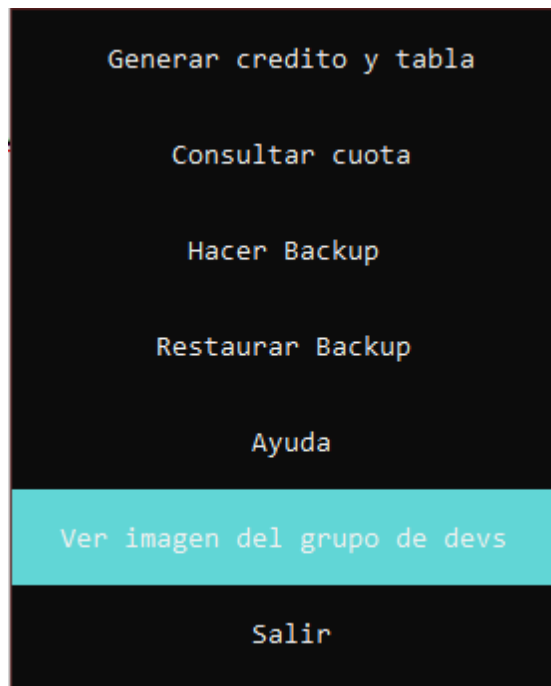 Generar credito y tabla
Consultar cuota
Hacer Backup
Restaurar Backup
Ayuda
Ver imagen del grupo de devs
Salir